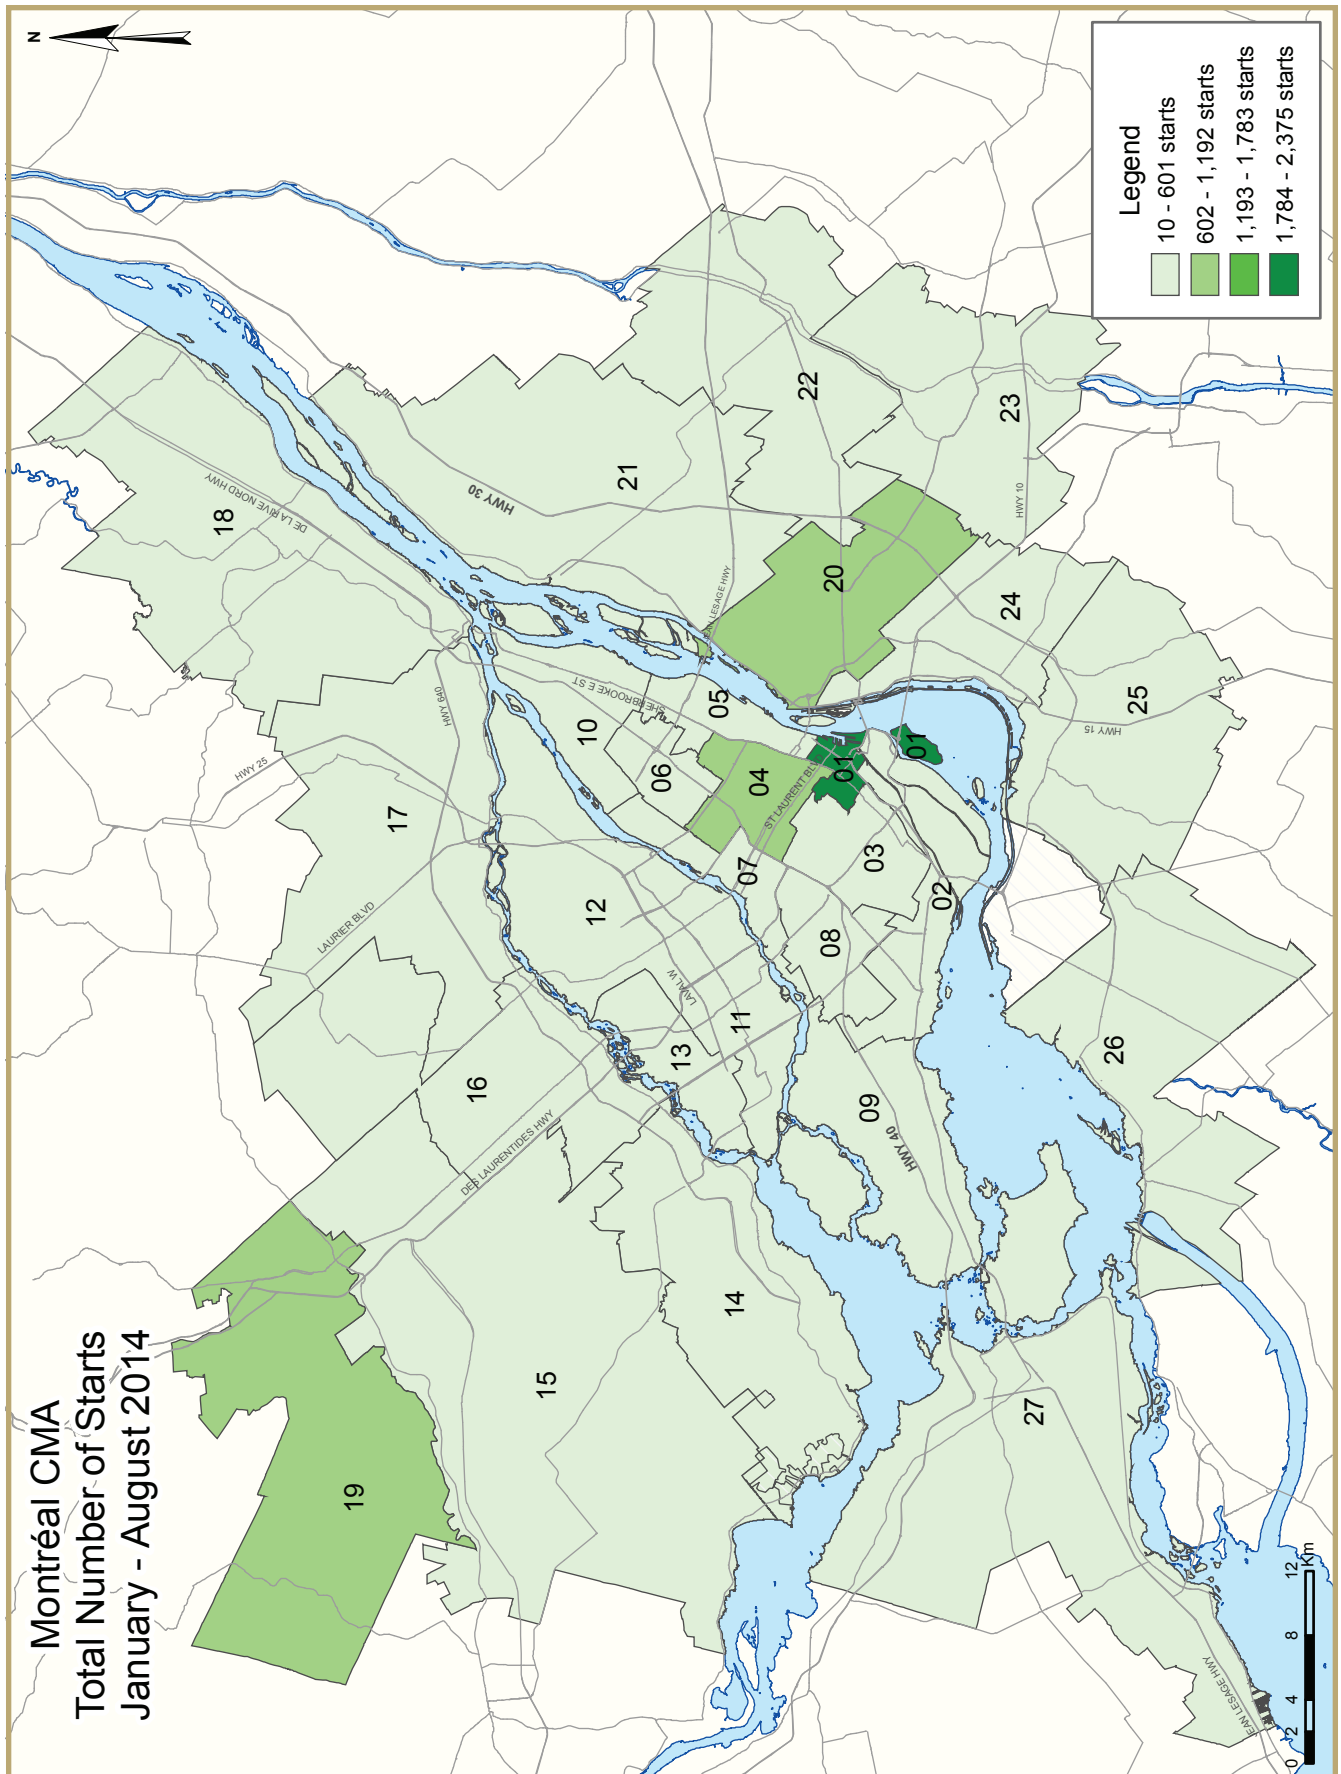 Montréal CMA
Total Number of Starts
January - August 2014
N
Legend
10 - 601 starts
602 - 1,192 starts
1,193 - 1,783 starts
1,784 - 2,375 starts
18
DE LA RIVE NORD HWY
HWY 30
21
22
23
HWY 10
20
24
25
HWY 15
JEAN LESAGE HWY
SHERBROOKE E ST
05
10
06
04
01
01
ST LAURENT BLVD
07
03
02
08
HWY 640
HWY 25
17
LAURIER BLVD
12
LAVAL W
11
13
16
DES LAURENTIDES HWY
09
HWY 40
26
14
15
19
27
JEAN LESAGE HWY
0 2 4 8 12
Km